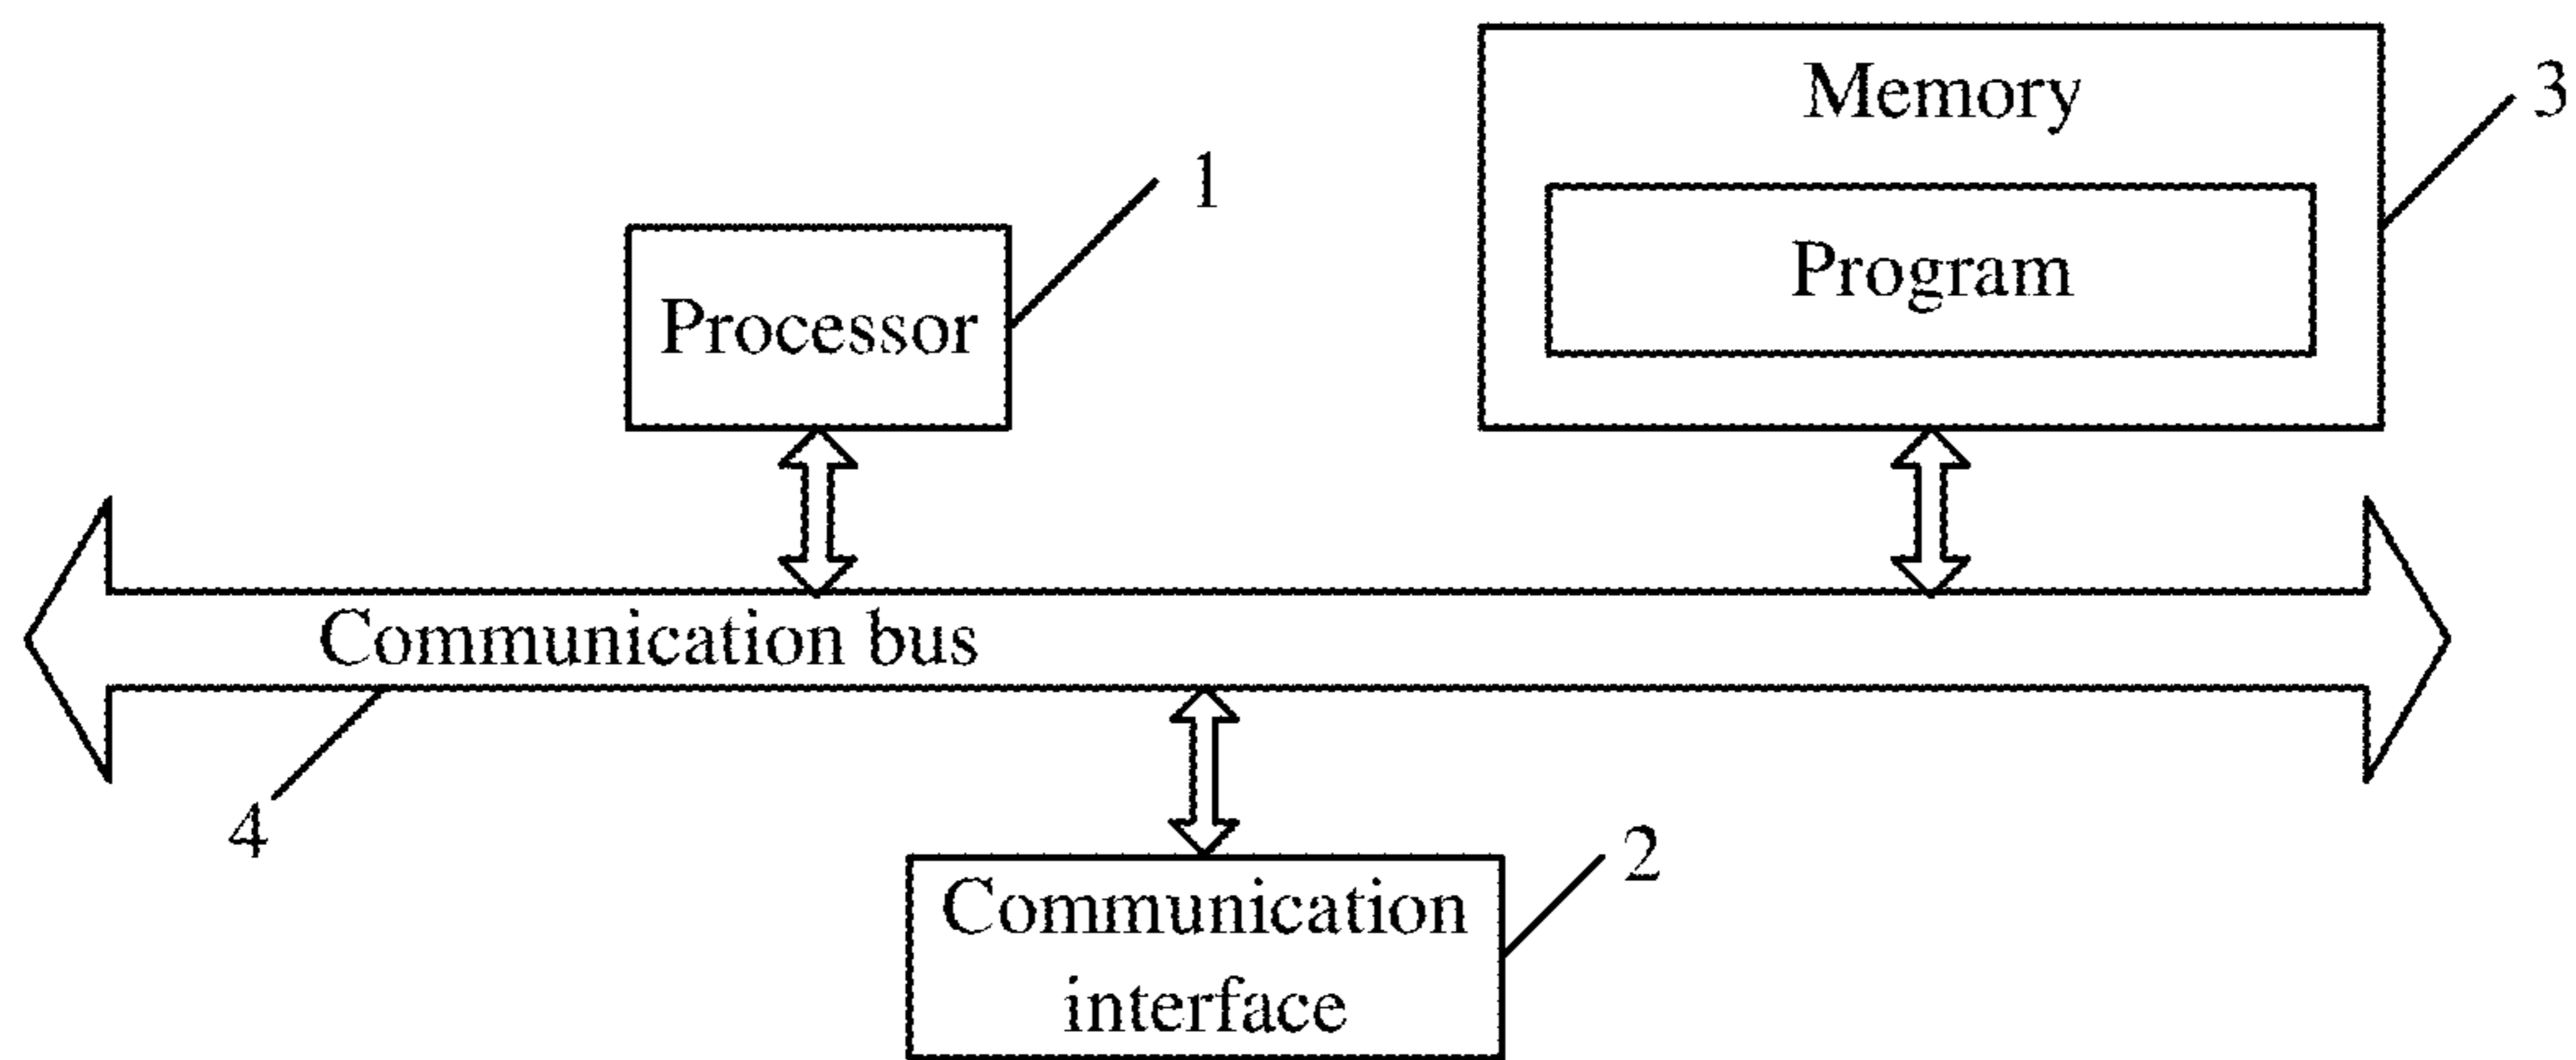 Memory
3
1
Program
Processor
Communication bus
4
2
Communication
interface